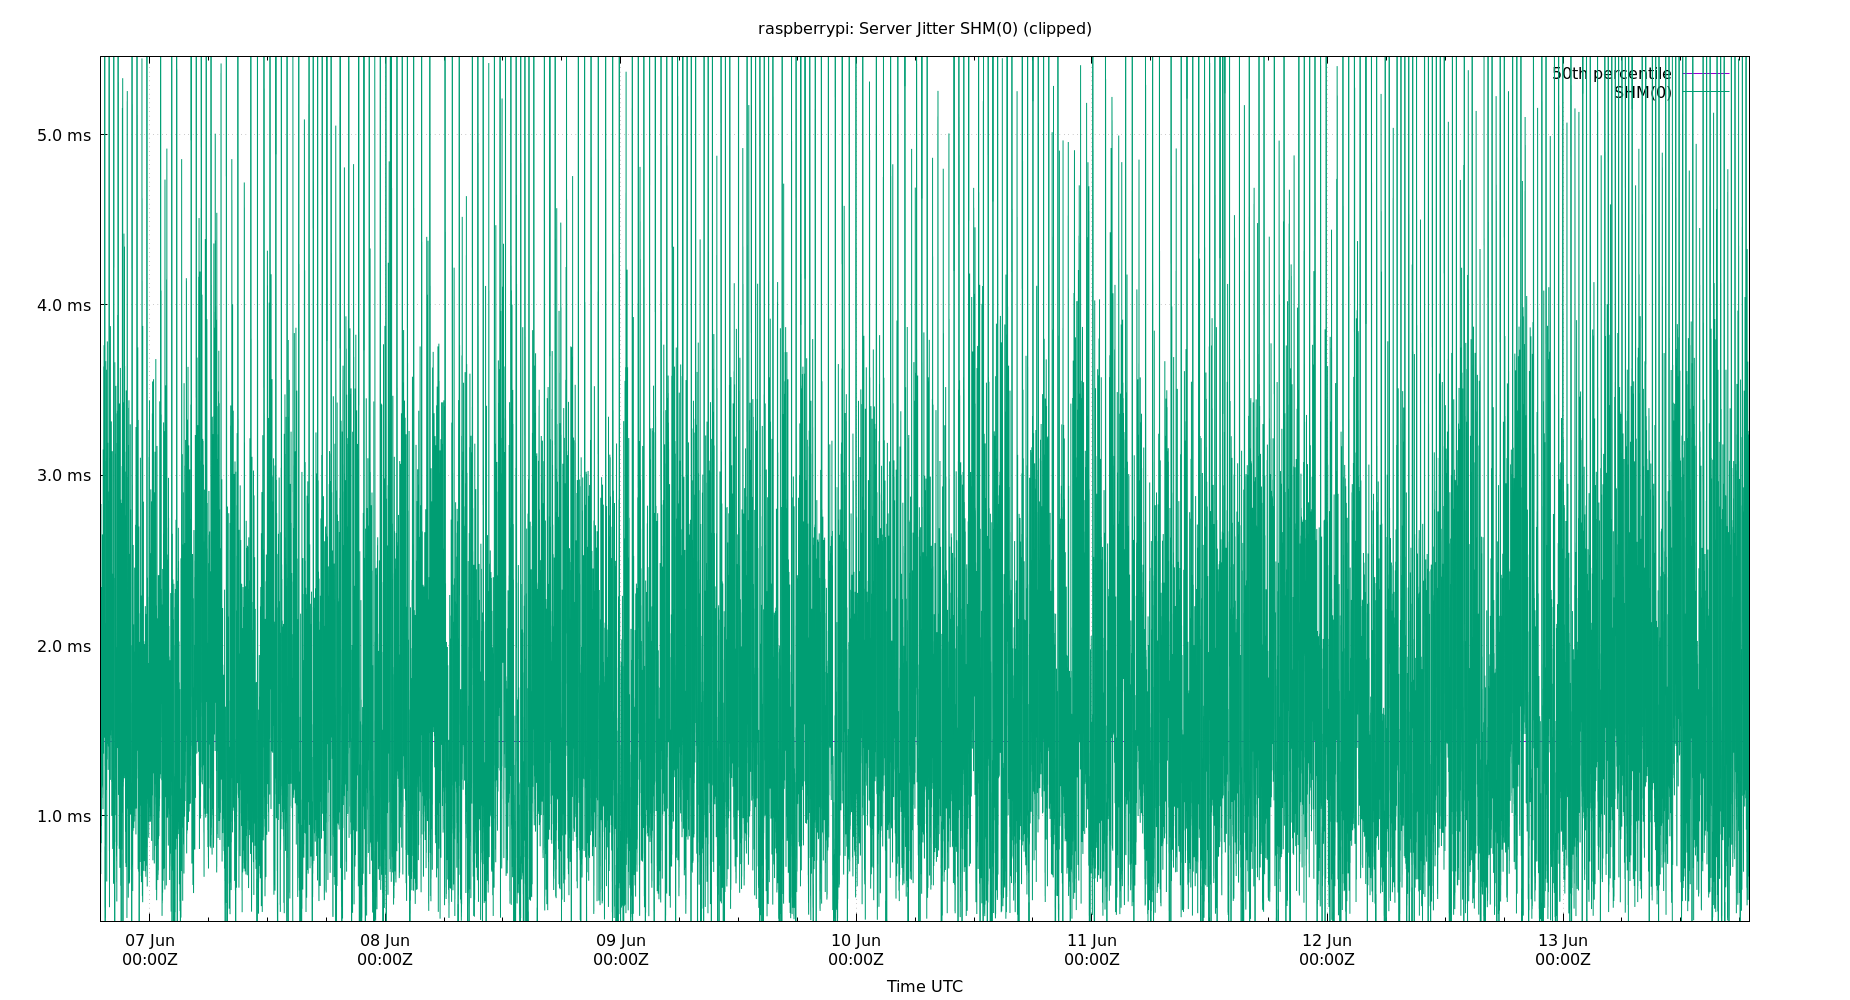 raspberrypi: Server Jitter SHM(0) (clipped)
50th percentile
SHM(0)
5.0 ms
4.0 ms
3.0 ms
2.0 ms
1.0 ms
07 Jun 08 Jun 09 Jun 10 Jun 11 Jun 12 Jun 13 Jun
00:00Z 00:00Z 00:00Z 00:00Z 00:00Z 00:00Z 00:00Z
Time UTC